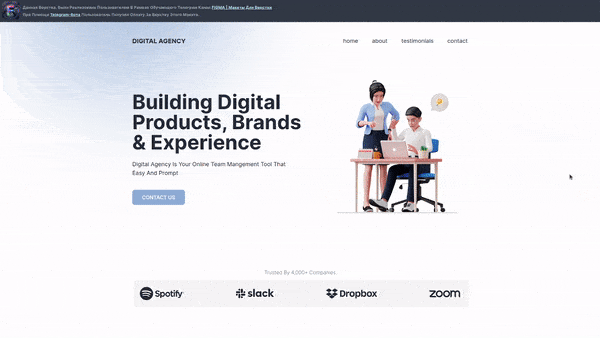 Данная Верстка, Была Реализована Пользователем В Рамках Обучающего Телеграм Канал FIGMA | Макеты Для Верстки
При Помощи Telegram-бота Пользователь Получил Оплату За Верстку Этого Макета.
DIGITAL AGENCY
home about testimonials contact
Building Digital
Products, Brands
& Experience
Digital Agency Is Your Online Team Mangement Tool That
Easy And Prompt
CONTACT US
Trusted By 4,000+ Companies.
Spotify slack Dropbox zoom